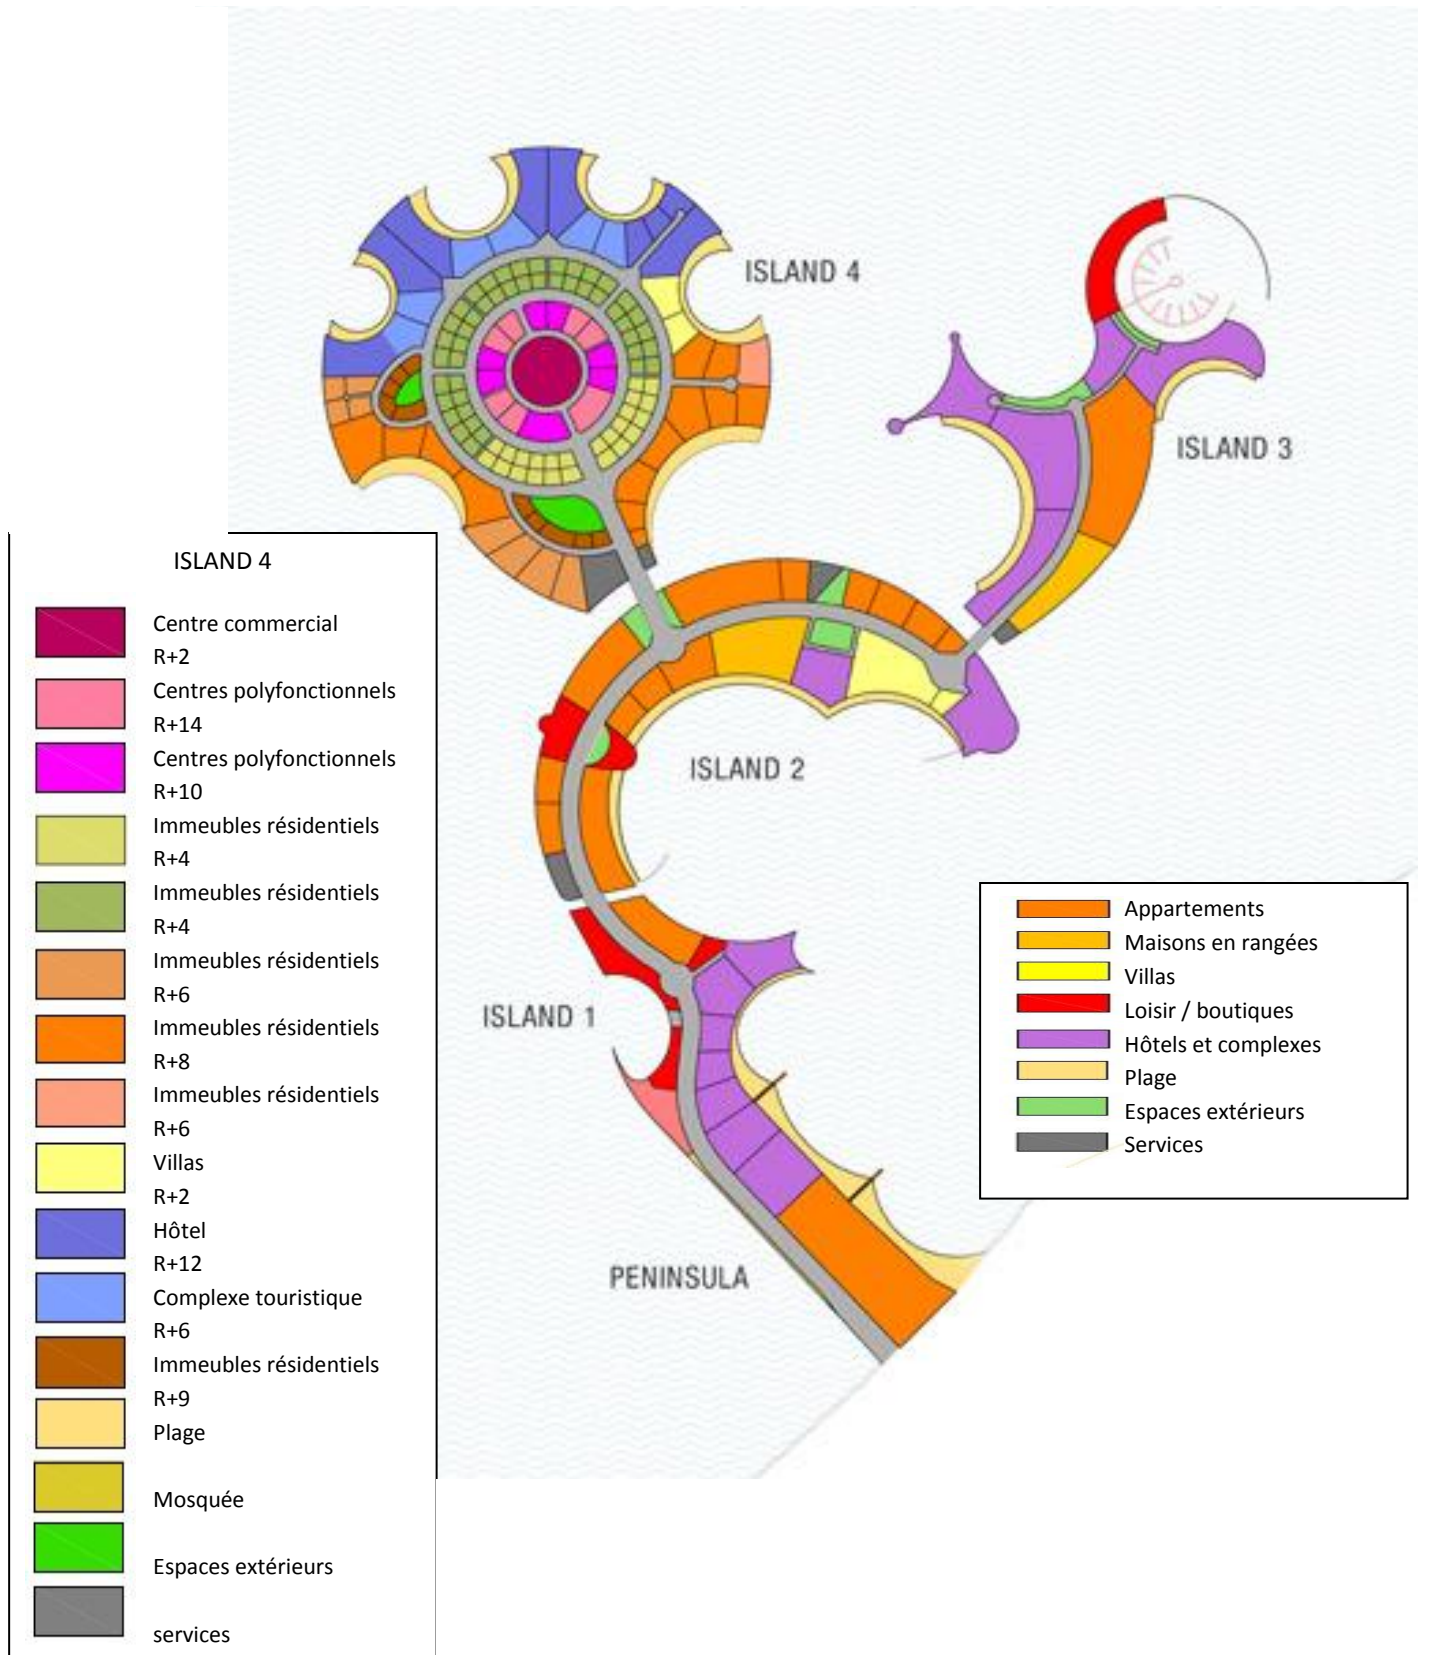 ISLAND 4
ISLAND 3
ISLAND 2
ISLAND 1
PENINSULA
ISLAND 4
Centre commercial
R+2
Centres polyfonctionnels
R+14
Centres polyfonctionnels
R+10
Immeubles résidentiels
R+4
Immeubles résidentiels
R+4
Immeubles résidentiels
R+6
Immeubles résidentiels
R+8
Immeubles résidentiels
R+6
Villas
R+2
Hôtel
R+12
Complexe touristique
R+6
Immeubles résidentiels
R+9
Plage
Mosquée
Espaces extérieurs
services
Appartements
Maisons en rangées
Villas
Loisir / boutiques
Hôtels et complexes
Plage
Espaces extérieurs
Services